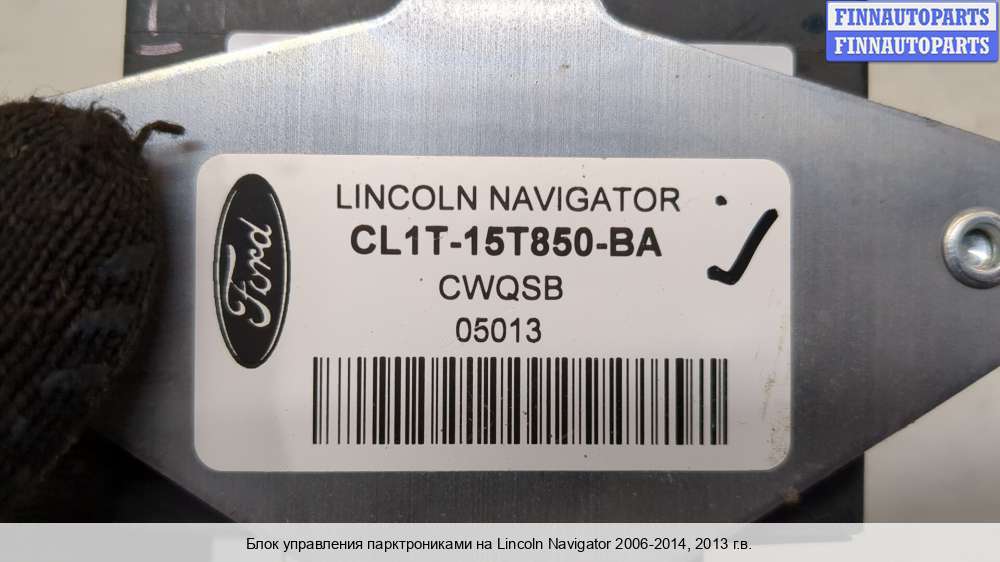 FINNAUTOPARTS
FINNAUTOPARTS
LINCOLN NAVIGATOR
CL1T-15T850-BA
Ford
CWQSB
05013
Блок управления парктрониками на Lincoln Navigator 2006-2014, 2013 г.в.